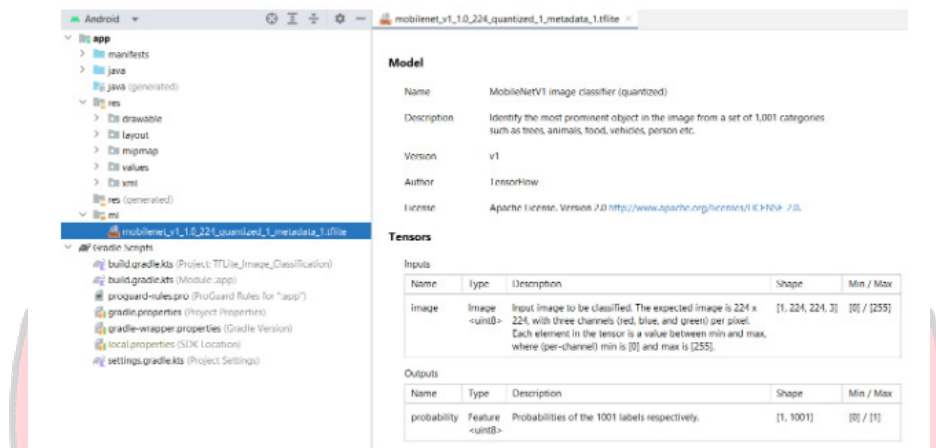 Android
app
manifests
java
java (generated)
res
drawable
layout
mipmap
values
xml
res (generated)
ml
mobilenet_v1_1.0_224_quantized_1_metadata_1.tflite
Gradle Scripts
build.gradle.kts (Project: TFLite_Image_Classification)
build.gradle.kts (Module :app)
proguard-rules.pro (ProGuard Rules for ":app")
gradle.properties (Project Properties)
gradle-wrapper.properties (Gradle Version)
local.properties (SDK Location)
settings.gradle.kts (Project Settings)
mobilenet_v1_1.0_224_quantized_1_metadata_1.tflite
Model
Name MobileNetV1 image classifier (quantized)
Description Identify the most prominent object in the image from a set of 1,001 categories
such as trees, animals, food, vehicles, person etc.
Version v1
Author TensorFlow
License Apache License. Version 2.0 http://www.apache.org/licenses/LICENSE-2.0.
Tensors
Inputs
Name Type Description Shape Min / Max
image Image Input image to be classified. The expected image is 224 x [1, 224, 224, 3] [0] / [255]
<uint8> 224, with three channels (red, blue, and green) per pixel.
Each element in the tensor is a value between min and max,
where (per-channel) min is [0] and max is [255].
Outputs
Name Type Description Shape Min / Max
probability Feature Probabilities of the 1001 labels respectively. [1, 1001] [0] / [1]
<uint8>